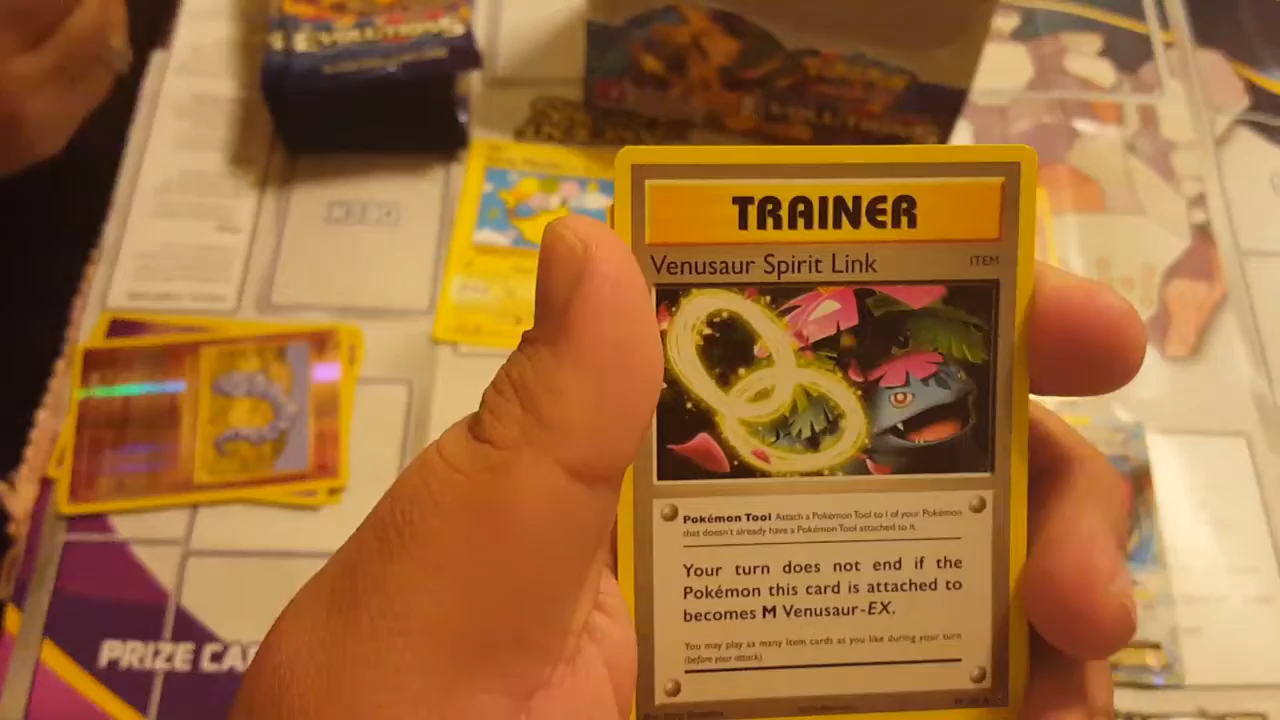 EVOLUTIONS
EVOLUTIONS
TRAINER
Venusaur Spirit Link ITEM
Pokémon Tool Attach a Pokémon Tool to 1 of your Pokémon
that doesn't already have a Pokémon Tool attached to it.
Your turn does not end if the
Pokémon this card is attached to
becomes M Venusaur-EX.
You may play as many Item cards as you like during your turn
(before your attack).
PRIZE CA